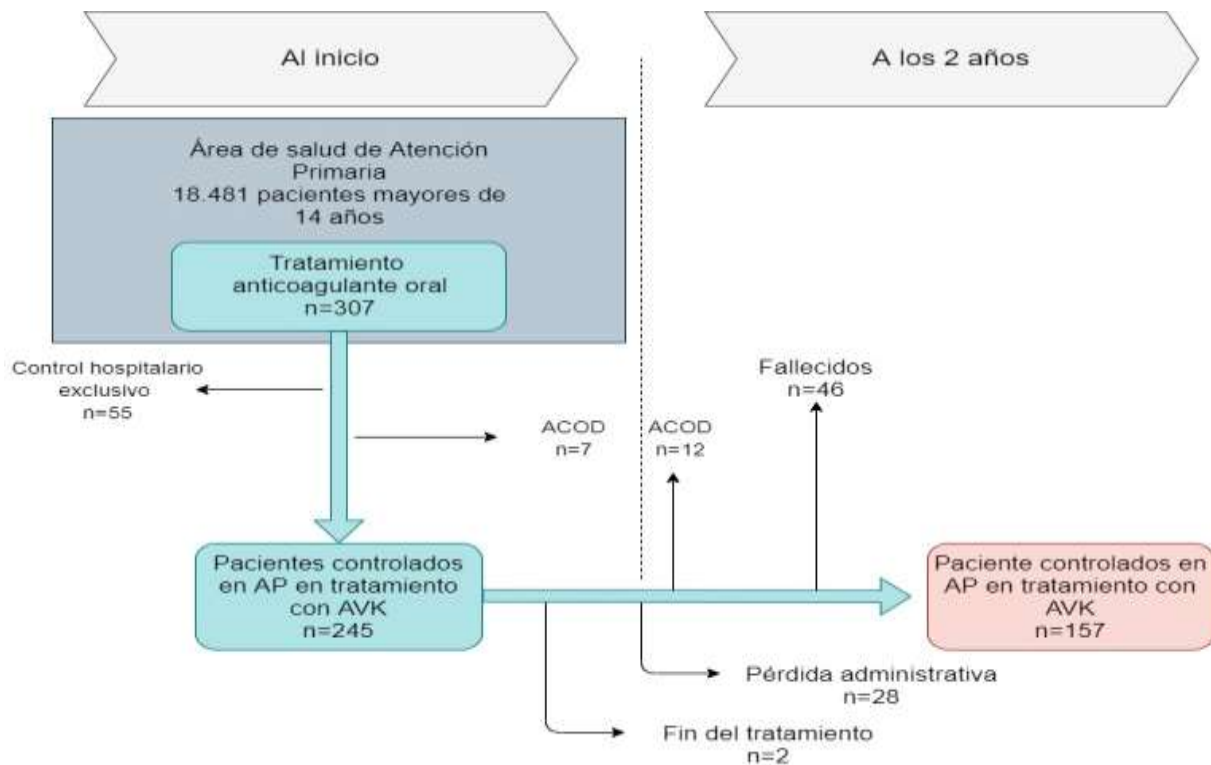 Al inicio
A los 2 años
Área de salud de Atención
Primaria
18.481 pacientes mayores de
14 años
Tratamiento
anticoagulante oral
n=307
Control hospitalario
exclusivo
n=55
ACOD
n=7
ACOD
n=12
Fallecidos
n=46
Pacientes controlados
en AP en tratamiento
con AVK
n=245
Paciente controlados en
AP en tratamiento con
AVK
n=157
Pérdida administrativa
n=28
Fin del tratamiento
n=2